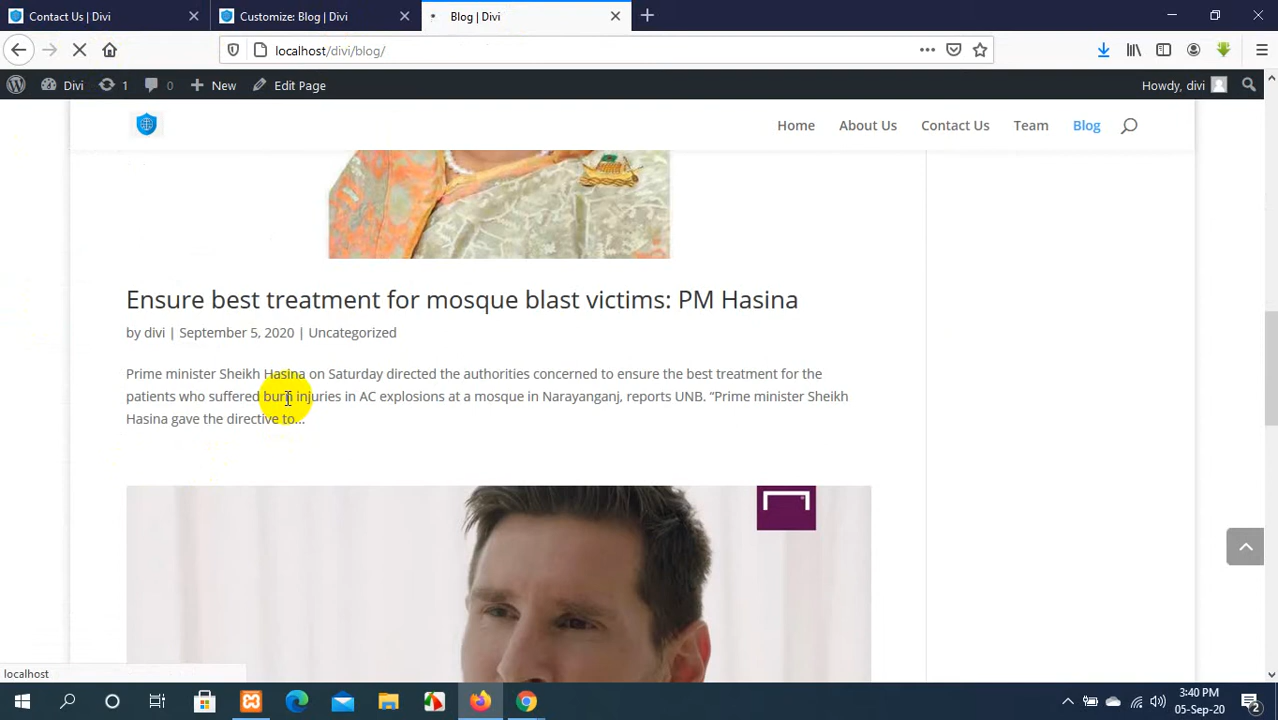 Contact Us | Divi
Customize: Blog | Divi
Blog | Divi
localhost/divi/blog/
Divi
1
0
New
Edit Page
Howdy, divi
Home
About Us
Contact Us
Team
Blog
Ensure best treatment for mosque blast victims: PM Hasina
by divi | September 5, 2020 | Uncategorized
Prime minister Sheikh Hasina on Saturday directed the authorities concerned to ensure the best treatment for the
patients who suffered burn injuries in AC explosions at a mosque in Narayanganj, reports UNB. “Prime minister Sheikh
Hasina gave the directive to...
localhost
3:40 PM
05-Sep-20
2